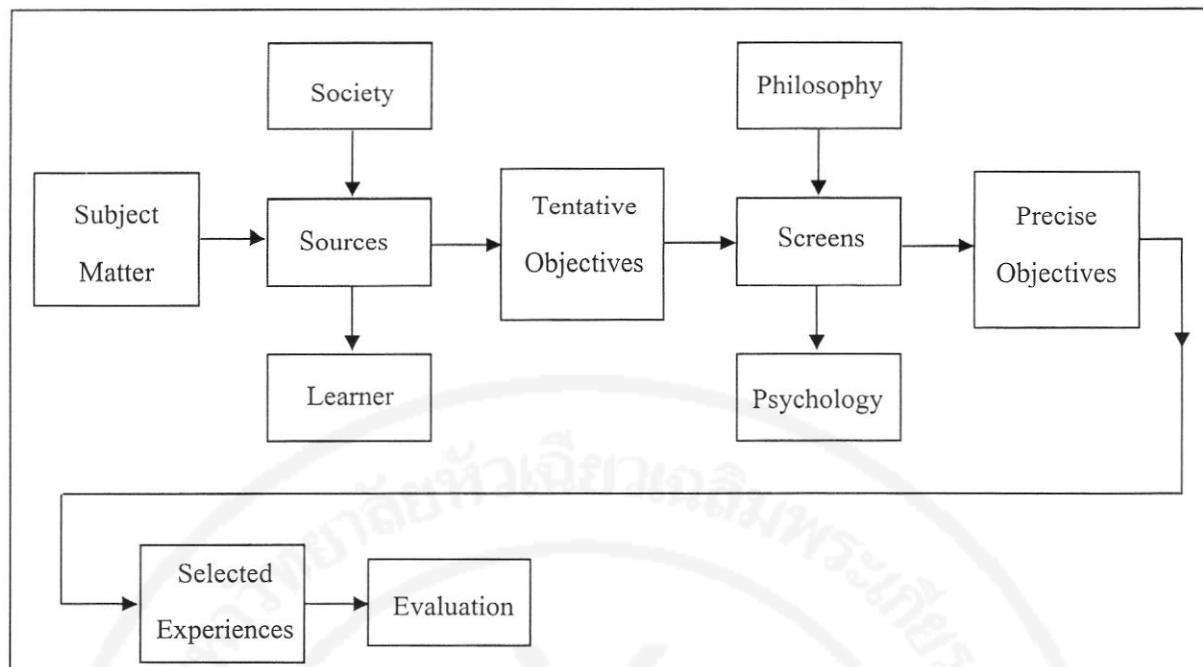 Society
Philosophy
Subject
Matter
Sources
Tentative
Objectives
Screens
Precise
Objectives
Learner
Psychology
Selected
Experiences
Evaluation